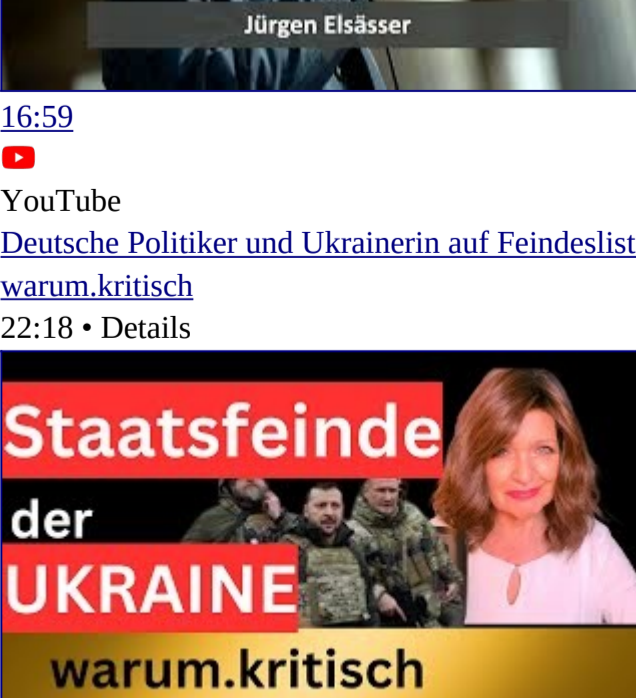 Jürgen Elsässer
16:59
YouTube
Deutsche Politiker und Ukrainerin auf Feindeslist
warum.kritisch
22:18 • Details
Staatsfeinde
der
UKRAINE
warum.kritisch